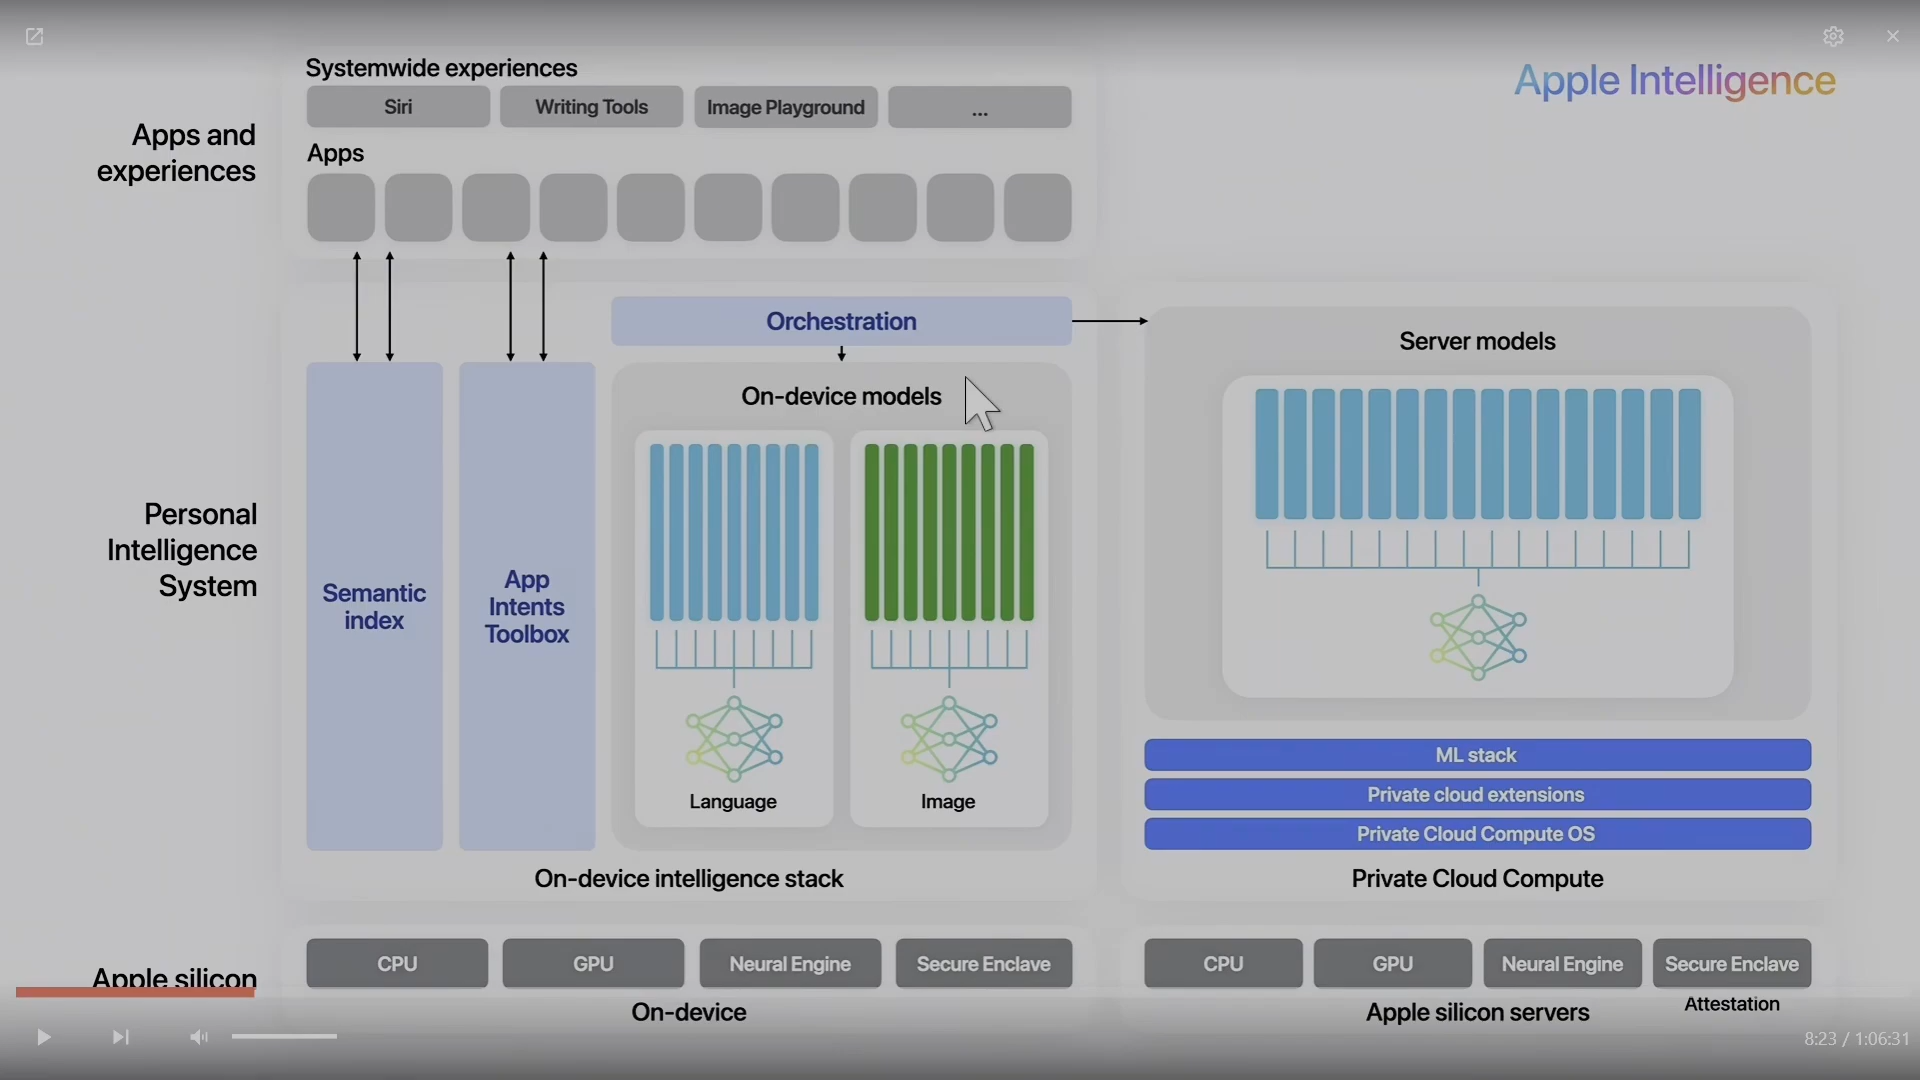 Systemwide experiences
Apple Intelligence
Siri
Writing Tools
Image Playground
...
Apps and
experiences
Apps
Orchestration
Server models
On-device models
Personal
Intelligence
System
Semantic
index
App
Intents
Toolbox
Language
Image
ML stack
Private cloud extensions
Private Cloud Compute OS
On-device intelligence stack
Private Cloud Compute
Apple silicon
CPU
GPU
Neural Engine
Secure Enclave
CPU
GPU
Neural Engine
Secure Enclave
On-device
Apple silicon servers
Attestation
8:23 / 1:06:31